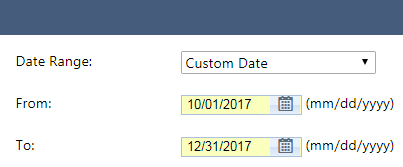 Date Range: Custom Date
From: 10/01/2017 (mm/dd/yyyy)
To: 12/31/2017 (mm/dd/yyyy)